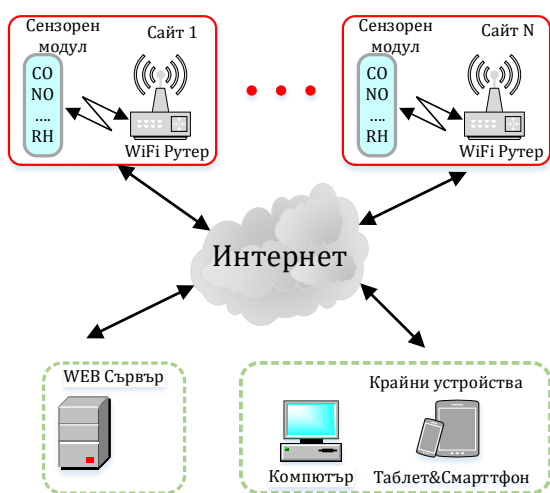 Сензорен
модул
Сайт 1
CO
NO
....
RH
WiFi Рутер
Сензорен
модул
Сайт N
CO
NO
....
RH
WiFi Рутер
Интернет
WEB Сървър
Крайни устройства
Компютър
Таблет&Смарттфон